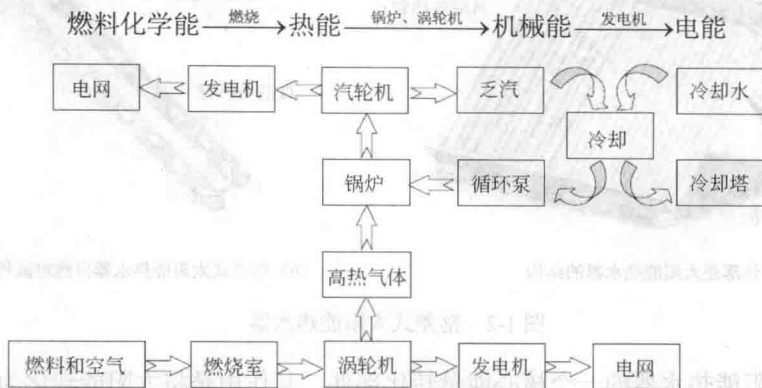 燃料化学能 燃烧 热能 锅炉、涡轮机 机械能 发电机 电能
电网 发电机 汽轮机 乏汽 冷却水
冷却
锅炉 循环泵 冷却塔
高热气体
燃料和空气 燃烧室 涡轮机 发电机 电网